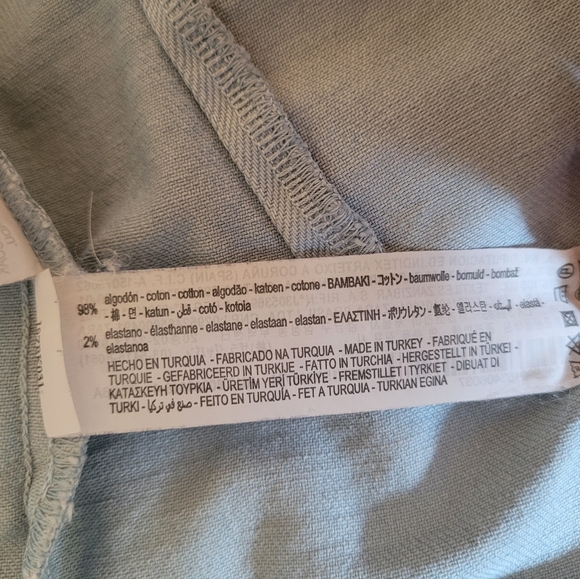 98% algodón - coton - cotton - algodão - katoen - cotone - BAMBAKI - コットン - baumwolle - bomuld - bombaž
- 棉 - 면 - katun - قطن - cotó - kotoia
2% elastano - élasthanne - elastane - elastaan - elastan - ΕΛΑΣΤΙΝΗ - ポリウレタン - 氨纶 - 엘라스탄 -
elastanoa
HECHO EN TURQUIA - FABRICADO NA TURQUIA - MADE IN TURKEY - FABRIQUÉ EN
TURQUIE - GEFABRICEERD IN TURKIJE - FATTO IN TURCHIA - HERGESTELLT IN TÜRKEI -
ΚΑΤΑΣΚΕΥΗ ΤΟΥΡΚΙΑ - ÜRETİM YERİ TÜRKİYE - FREMSTILLET I TYRKIET - DIBUAT DI
TURKI - صنع في تركيا - FEITO EN TURQUÍA - FET A TURQUIA - TURKIAN EGINA